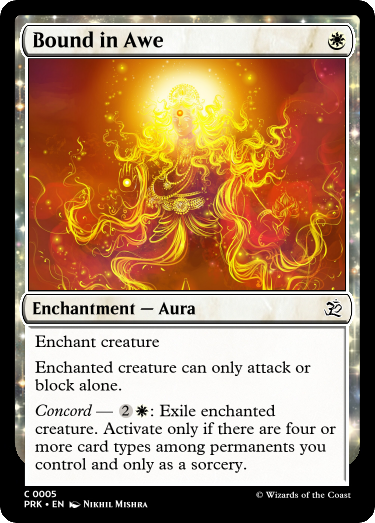 Bound in Awe
Enchantment — Aura
Enchant creature
Enchanted creature can only attack or
block alone.
Concord — 2: Exile enchanted
creature. Activate only if there are four or
more card types among permanents you
control and only as a sorcery.
C 0005
PRK • EN Nikhil Mishra
© Wizards of the Coast